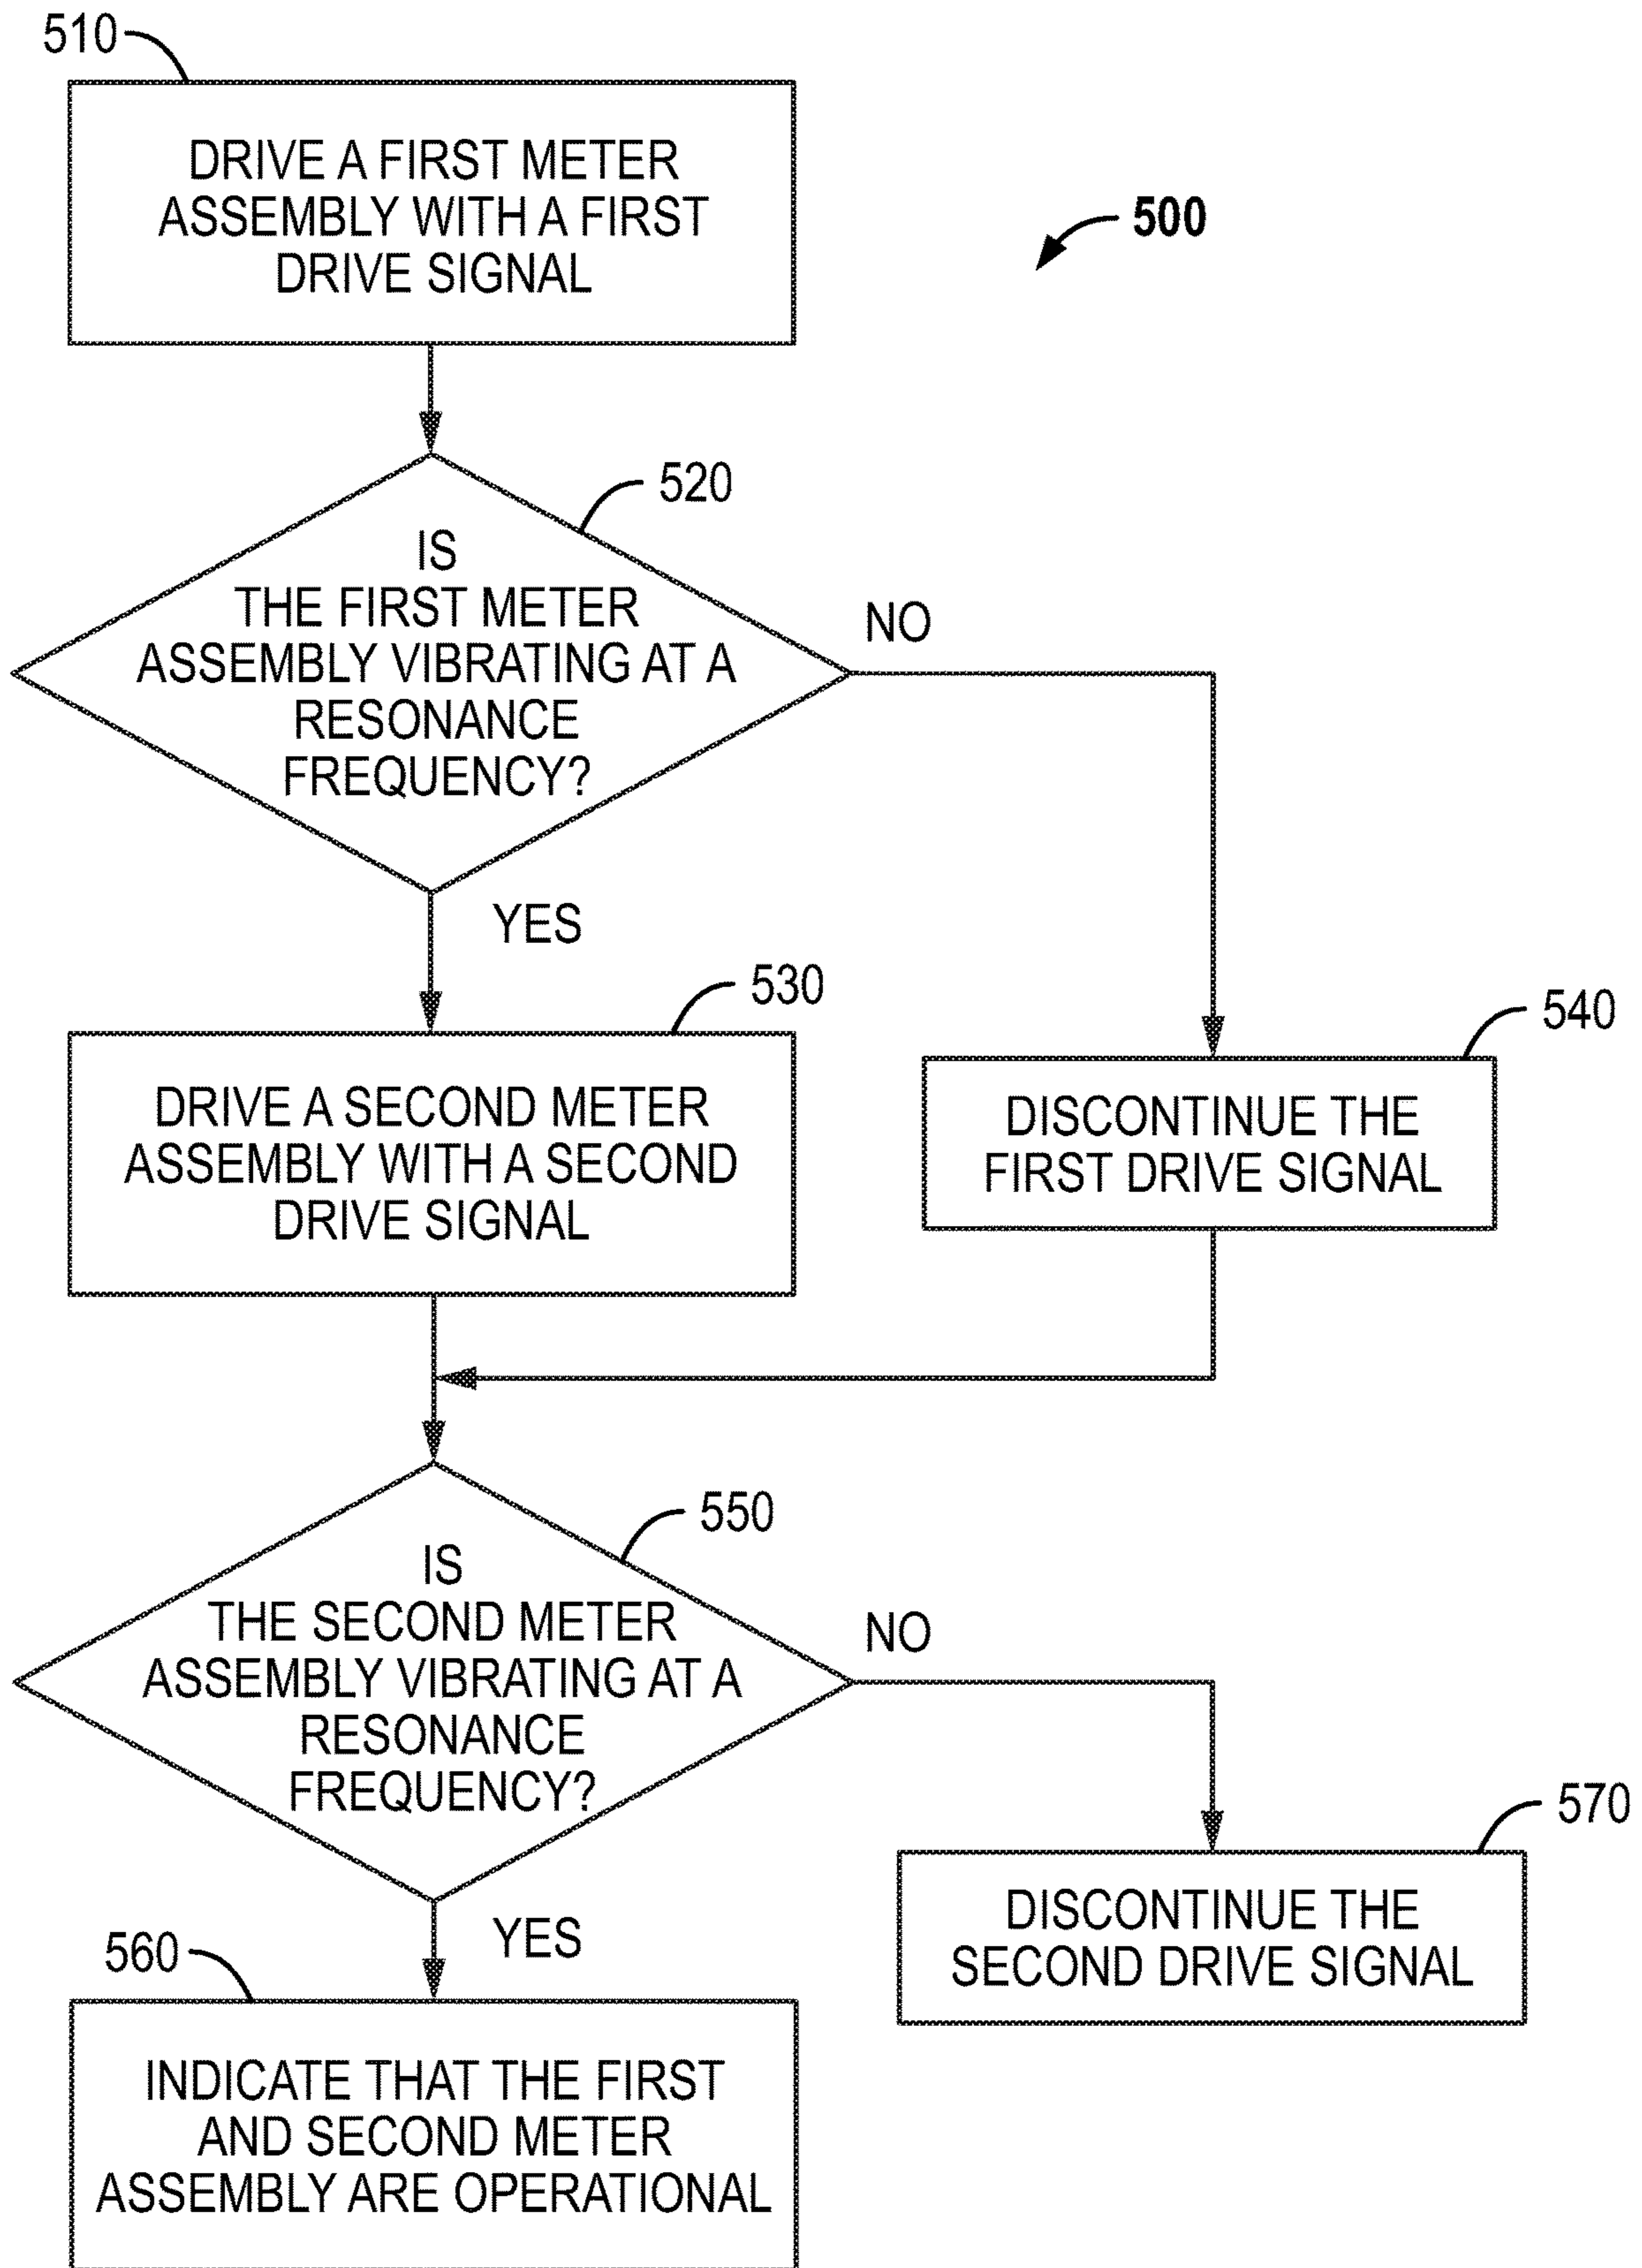 510
DRIVE A FIRST METER
ASSEMBLY WITH A FIRST
DRIVE SIGNAL
500
520
IS
THE FIRST METER
ASSEMBLY VIBRATING AT A
RESONANCE
FREQUENCY?
NO
YES
530
DRIVE A SECOND METER
ASSEMBLY WITH A SECOND
DRIVE SIGNAL
540
DISCONTINUE THE
FIRST DRIVE SIGNAL
550
IS
THE SECOND METER
ASSEMBLY VIBRATING AT A
RESONANCE
FREQUENCY?
NO
YES
570
DISCONTINUE THE
SECOND DRIVE SIGNAL
560
INDICATE THAT THE FIRST
AND SECOND METER
ASSEMBLY ARE OPERATIONAL